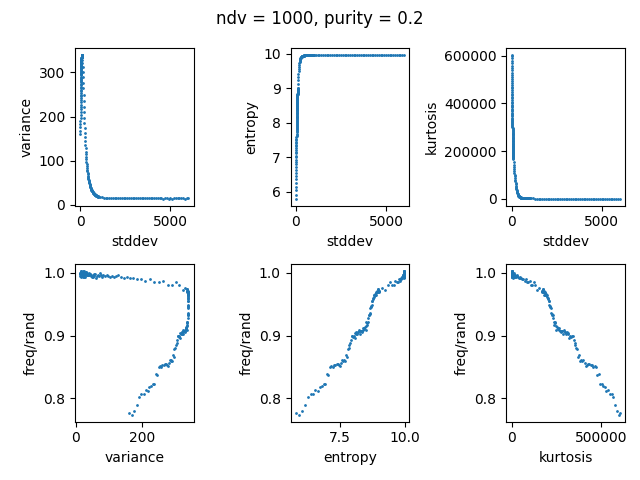 ndv = 1000, purity = 0.2
300
200
100
0
variance
0
5000
stddev
10
9
8
7
6
entropy
0
5000
stddev
600000
400000
200000
0
kurtosis
0
5000
stddev
1.0
0.9
0.8
freq/rand
0
200
variance
1.0
0.9
0.8
freq/rand
7.5
10.0
entropy
1.0
0.9
0.8
freq/rand
0
500000
kurtosis